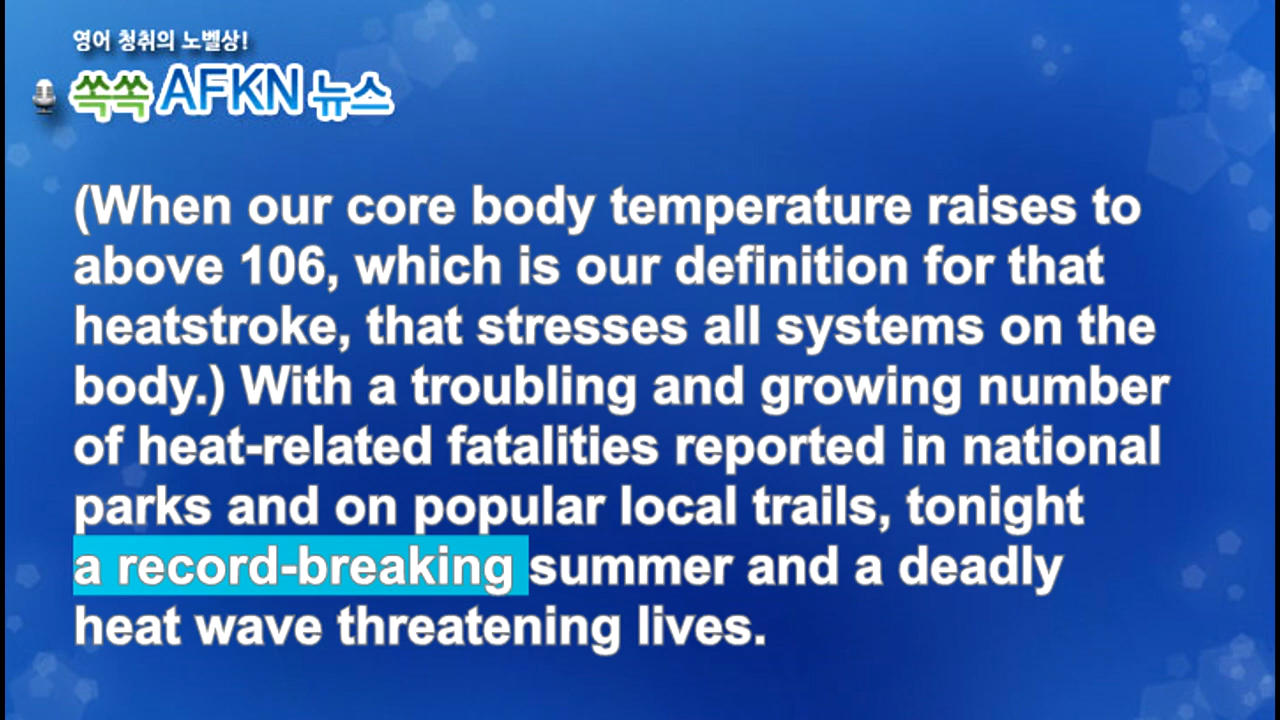 영어 청취의 노벨상!
쏙쏙 AFKN 뉴스
(When our core body temperature raises to
above 106, which is our definition for that
heatstroke, that stresses all systems on the
body.) With a troubling and growing number
of heat-related fatalities reported in national
parks and on popular local trails, tonight
a record-breaking summer and a deadly
heat wave threatening lives.